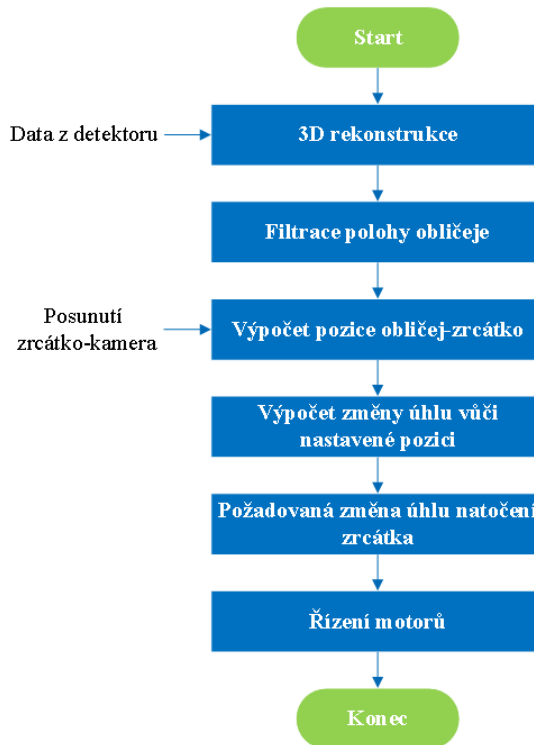 Start
Data z detektoru
3D rekonstrukce
Filtrace polohy obličeje
Posunutí
zrcátko-kamera
Výpočet pozice obličej-zrcátko
Výpočet změny úhlu vůči
nastavené pozici
Požadovaná změna úhlu natočení
zrcátka
Řízení motorů
Konec